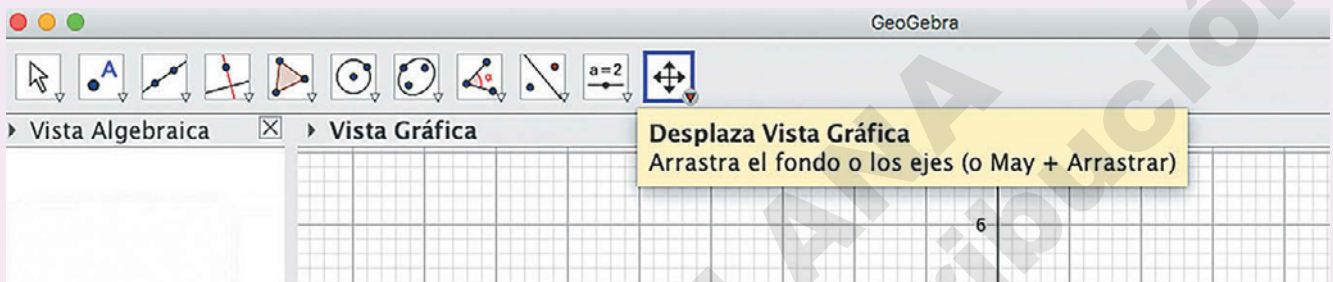 GeoGebra
A
α
a=2
Vista Algebraica
Vista Gráfica
Desplaza Vista Gráfica
Arrastra el fondo o los ejes (o May + Arrastrar)
6